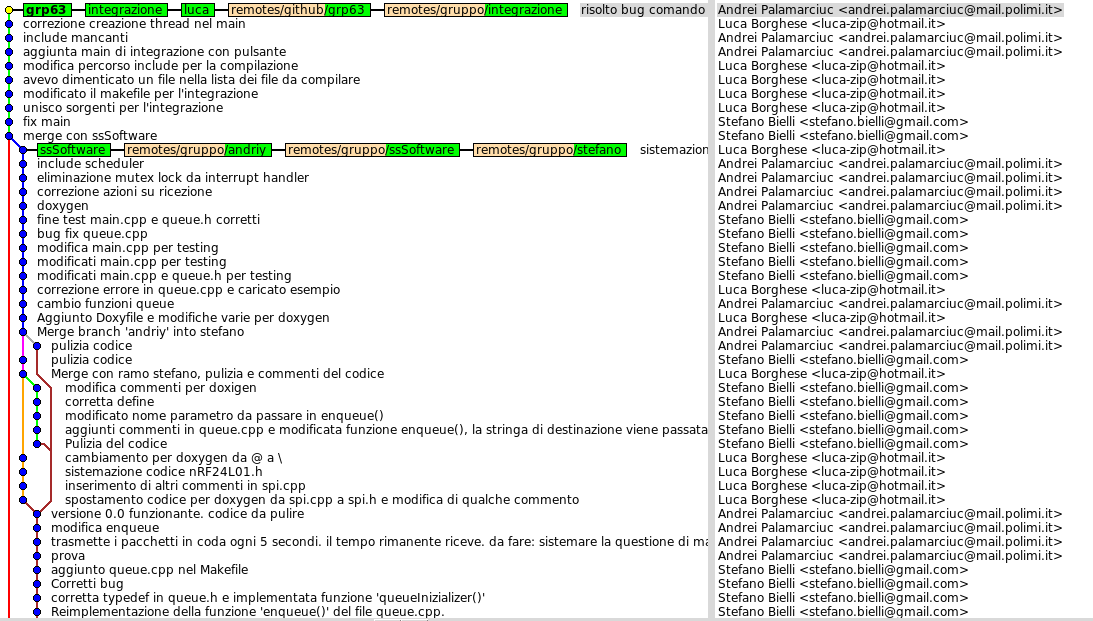 grp63 integrazione luca remotes/github/grp63 remotes/gruppo/integrazione risolto bug comando Andrei Palamarciuc <andrei.palamarciuc@mail.polimi.it>
correzione creazione thread nel main Luca Borghese <luca-zip@hotmail.it>
include mancanti Andrei Palamarciuc <andrei.palamarciuc@mail.polimi.it>
aggiunta main di integrazione con pulsante Andrei Palamarciuc <andrei.palamarciuc@mail.polimi.it>
modifica percorso include per la compilazione Luca Borghese <luca-zip@hotmail.it>
avevo dimenticato un file nella lista dei file da compilare Luca Borghese <luca-zip@hotmail.it>
modificato il makefile per l'integrazione Luca Borghese <luca-zip@hotmail.it>
unisco sorgenti per l'integrazione Luca Borghese <luca-zip@hotmail.it>
fix main Stefano Bielli <stefano.bielli@gmail.com>
merge con ssSoftware Stefano Bielli <stefano.bielli@gmail.com>
ssSoftware remotes/gruppo/andriy remotes/gruppo/ssSoftware remotes/gruppo/stefano sistemazion Luca Borghese <luca-zip@hotmail.it>
include scheduler Andrei Palamarciuc <andrei.palamarciuc@mail.polimi.it>
eliminazione mutex lock da interrupt handler Andrei Palamarciuc <andrei.palamarciuc@mail.polimi.it>
correzione azioni su ricezione Andrei Palamarciuc <andrei.palamarciuc@mail.polimi.it>
doxygen Andrei Palamarciuc <andrei.palamarciuc@mail.polimi.it>
fine test main.cpp e queue.h corretti Stefano Bielli <stefano.bielli@gmail.com>
bug fix queue.cpp Stefano Bielli <stefano.bielli@gmail.com>
modifica main.cpp per testing Stefano Bielli <stefano.bielli@gmail.com>
modificati main.cpp per testing Stefano Bielli <stefano.bielli@gmail.com>
modificati main.cpp e queue.h per testing Stefano Bielli <stefano.bielli@gmail.com>
correzione errore in queue.cpp e caricato esempio Luca Borghese <luca-zip@hotmail.it>
cambio funzioni queue Andrei Palamarciuc <andrei.palamarciuc@mail.polimi.it>
Aggiunto Doxyfile e modifiche varie per doxygen Luca Borghese <luca-zip@hotmail.it>
Merge branch 'andriy' into stefano Andrei Palamarciuc <andrei.palamarciuc@mail.polimi.it>
pulizia codice Andrei Palamarciuc <andrei.palamarciuc@mail.polimi.it>
pulizia codice Stefano Bielli <stefano.bielli@gmail.com>
Merge con ramo stefano, pulizia e commenti del codice Luca Borghese <luca-zip@hotmail.it>
modifica commenti per doxigen Stefano Bielli <stefano.bielli@gmail.com>
corretta define Stefano Bielli <stefano.bielli@gmail.com>
modificato nome parametro da passare in enqueue() Stefano Bielli <stefano.bielli@gmail.com>
aggiunti commenti in queue.cpp e modificata funzione enqueue(), la stringa di destinazione viene passata Stefano Bielli <stefano.bielli@gmail.com>
Pulizia del codice Stefano Bielli <stefano.bielli@gmail.com>
cambiamento per doxygen da @ a \ Luca Borghese <luca-zip@hotmail.it>
sistemazione codice nRF24L01.h Luca Borghese <luca-zip@hotmail.it>
inserimento di altri commenti in spi.cpp Luca Borghese <luca-zip@hotmail.it>
spostamento codice per doxygen da spi.cpp a spi.h e modifica di qualche commento Luca Borghese <luca-zip@hotmail.it>
versione 0.0 funzionante. codice da pulire Andrei Palamarciuc <andrei.palamarciuc@mail.polimi.it>
modifica enqueue Andrei Palamarciuc <andrei.palamarciuc@mail.polimi.it>
trasmette i pacchetti in coda ogni 5 secondi. il tempo rimanente riceve. da fare: sistemare la questione di ma Andrei Palamarciuc <andrei.palamarciuc@mail.polimi.it>
prova Andrei Palamarciuc <andrei.palamarciuc@mail.polimi.it>
aggiunto queue.cpp nel Makefile Stefano Bielli <stefano.bielli@gmail.com>
Corretti bug Stefano Bielli <stefano.bielli@gmail.com>
corretta typedef in queue.h e implementata funzione 'queueInizializer()' Stefano Bielli <stefano.bielli@gmail.com>
Reimplementazione della funzione 'enqueue()' del file queue.cpp. Stefano Bielli <stefano.bielli@gmail.com>